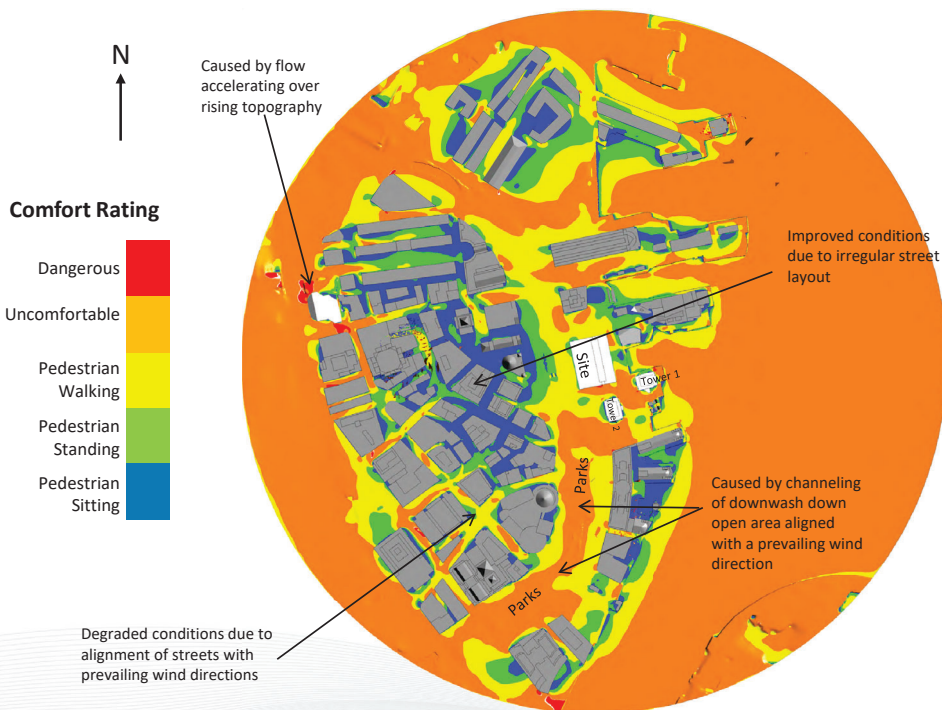 N
Caused by flow
accelerating over
rising topography
Comfort Rating
Dangerous
Uncomfortable
Pedestrian
Walking
Pedestrian
Standing
Pedestrian
Sitting
Improved conditions
due to irregular street
layout
Site
Tower 1
Tower 2
Parks
Caused by channeling
of downwash down
open area aligned
with a prevailing wind
direction
Parks
Degraded conditions due to
alignment of streets with
prevailing wind directions